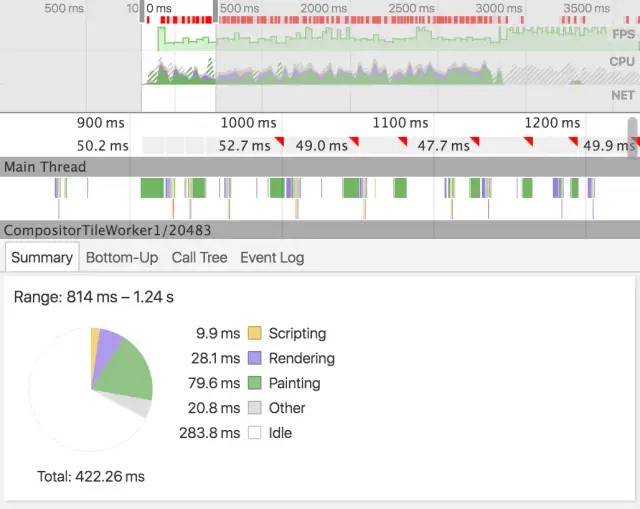 500 ms 10 0 ms 500 ms 1000 ms 1500 ms 2000 ms 2500 ms 3000 ms 3500 ms
FPS
CPU
NET
900 ms 1000 ms 1100 ms 1200 ms
50.2 ms 52.7 ms 49.0 ms 47.7 ms 49.9 ms
Main Thread
CompositorTileWorker1/20483
Summary Bottom-Up Call Tree Event Log
Range: 814 ms – 1.24 s
9.9 ms Scripting
28.1 ms Rendering
79.6 ms Painting
20.8 ms Other
283.8 ms Idle
Total: 422.26 ms